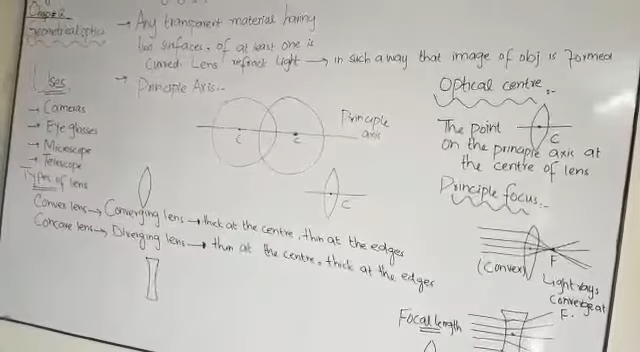 Geometrical optics
→ Any transparent material having
two surfaces. of at least one is
curved. Lens refract light → in such a way that image of obj is formed
→ Principle Axis:-
Uses
→ Cameras
→ Eye glasses
→ Microscope
→ Telescope
C
C
Principle
axis
C
Types of lens
Convex lens → Converging lens → thick at the centre, thin at the edges
Concave lens → Diverging lens → thin at the centre, thick at the edges
Optical centre:-
C
The point
on the principle axis at
the centre of lens
Principle focus:-
F
(Convex)
Light rays
converge at
F.
Focal length
F